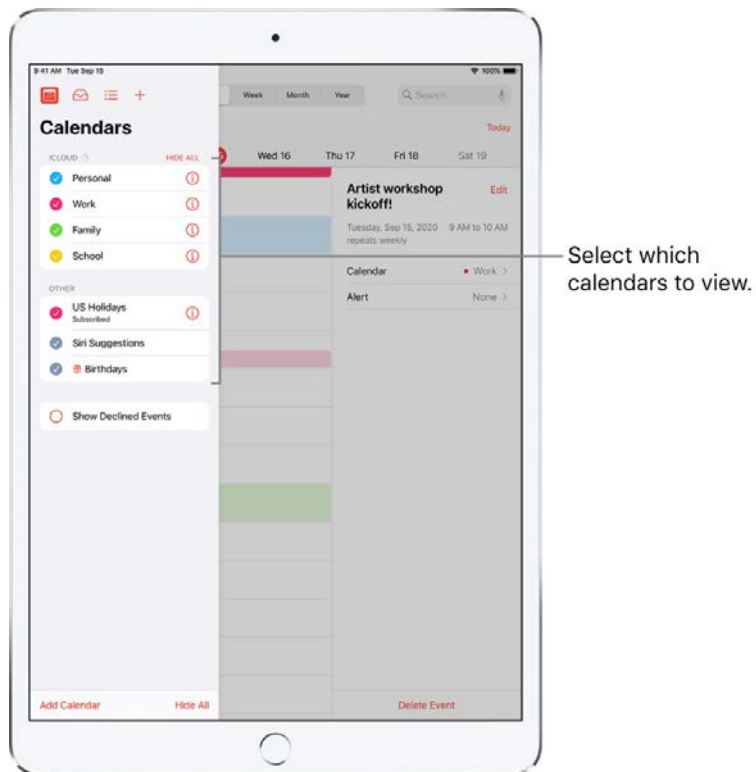 9:41 AM Tue Sep 15
100%
Week Month Year
Search
Calendars
Today
ICLOUD
HIDE ALL
Wed 16 Thu 17 Fri 18 Sat 19
Personal
Work
Family
School
OTHER
US Holidays
Subscribed
Siri Suggestions
Birthdays
Show Declined Events
Add Calendar
Hide All
Artist workshop
kickoff!
Edit
Tuesday, Sep 15, 2020 9 AM to 10 AM
repeats weekly
Calendar
Work
Alert
None
Delete Event
Select which
calendars to view.